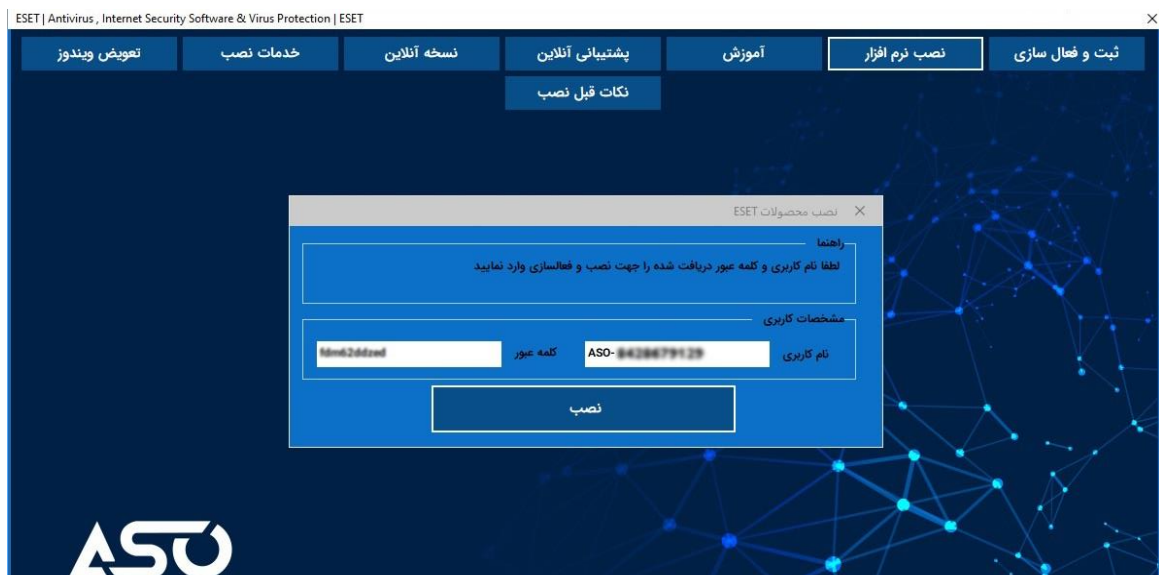 ESET | Antivirus , Internet Security Software & Virus Protection | ESET
ثبت و فعال سازی
نصب نرم افزار
آموزش
پشتیبانی آنلاین
نسخه آنلاین
خدمات نصب
تعویض ویندوز
نکات قبل نصب
نصب محصولات ESET
راهنما
لطفا نام کاربری و کلمه عبور دریافت شده را جهت نصب و فعالسازی وارد نمایید
مشخصات کاربری
نام کاربری
ASO-
کلمه عبور
نصب
ASO